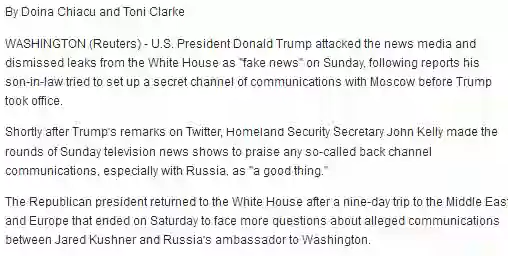 By Doina Chiacu and Toni Clarke
WASHINGTON (Reuters) - U.S. President Donald Trump attacked the news media and
dismissed leaks from the White House as "fake news" on Sunday, following reports his
son-in-law tried to set up a secret channel of communications with Moscow before Trump
took office.
Shortly after Trump's remarks on Twitter, Homeland Security Secretary John Kelly made the
rounds of Sunday television news shows to praise any so-called back channel
communications, especially with Russia, as "a good thing."
The Republican president returned to the White House after a nine-day trip to the Middle Eas
and Europe that ended on Saturday to face more questions about alleged communications
between Jared Kushner and Russia's ambassador to Washington.